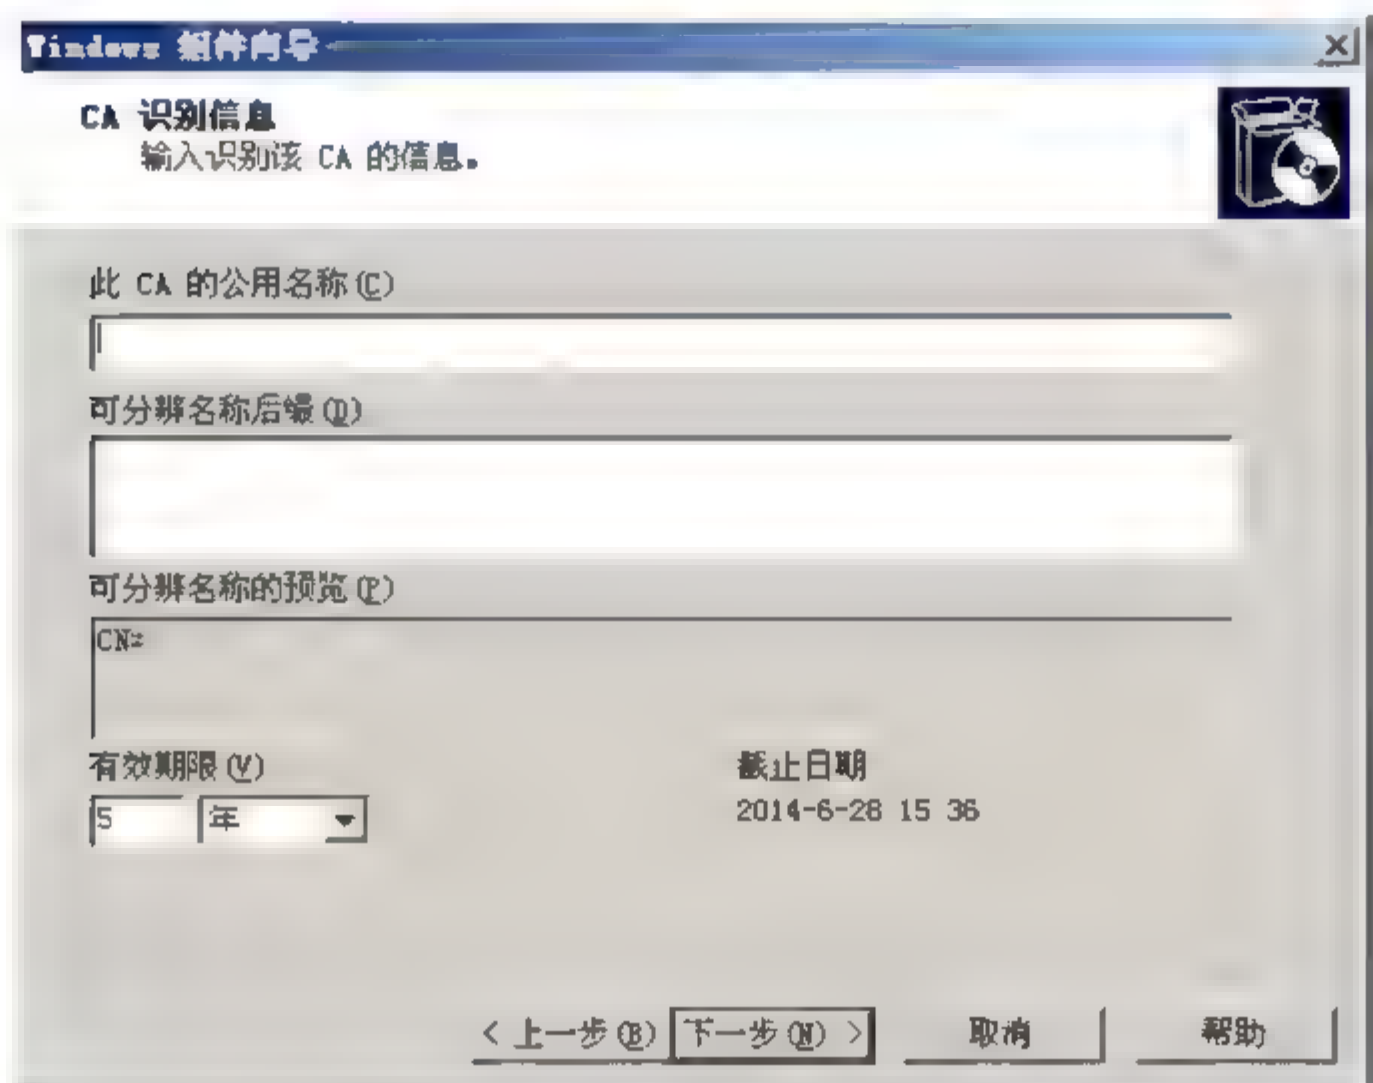 Windows 组件向导
CA 识别信息
输入识别该 CA 的信息。
此 CA 的公用名称(C)
可分辨名称后缀(D)
可分辨名称的预览(P)
CN=
有效期限(V)
截止日期
5 年
2014-6-28 15 36
< 上一步(B) 下一步(N) > 取消 帮助